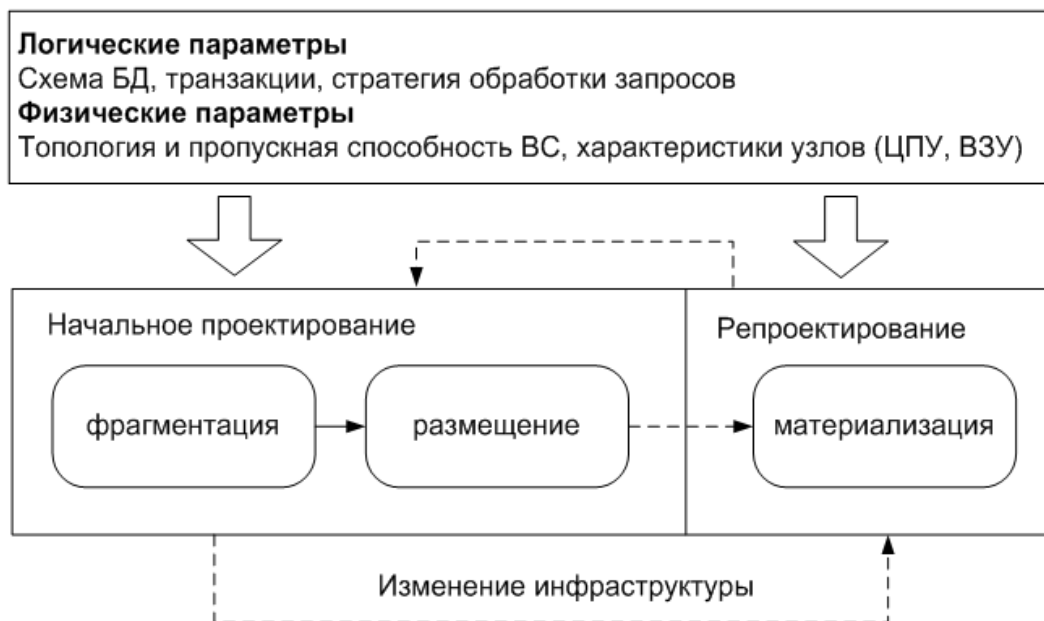 Логические параметры
Схема БД, транзакции, стратегия обработки запросов
Физические параметры
Топология и пропускная способность ВС, характеристики узлов (ЦПУ, ВЗУ)
Начальное проектирование
Репроектирование
фрагментация
размещение
материализация
Изменение инфраструктуры